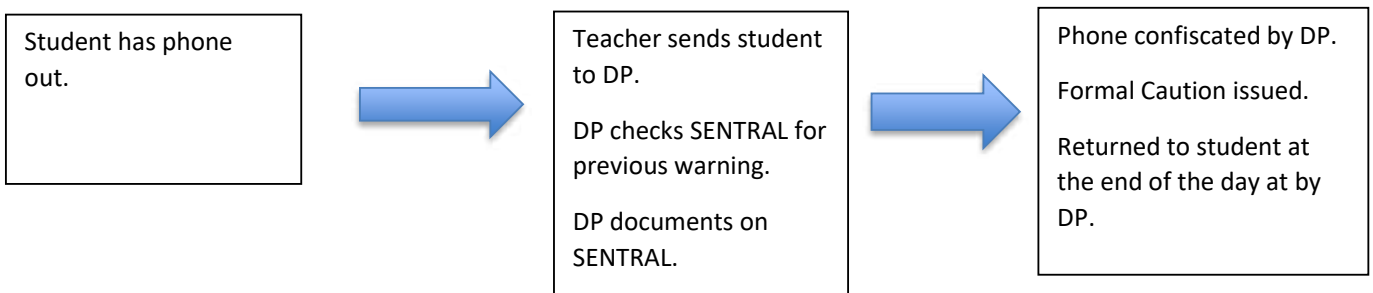 Student has phone
out.
Teacher sends student
to DP.
DP checks SENTRAL for
previous warning.
DP documents on
SENTRAL.
Phone confiscated by DP.
Formal Caution issued.
Returned to student at
the end of the day at by
DP.